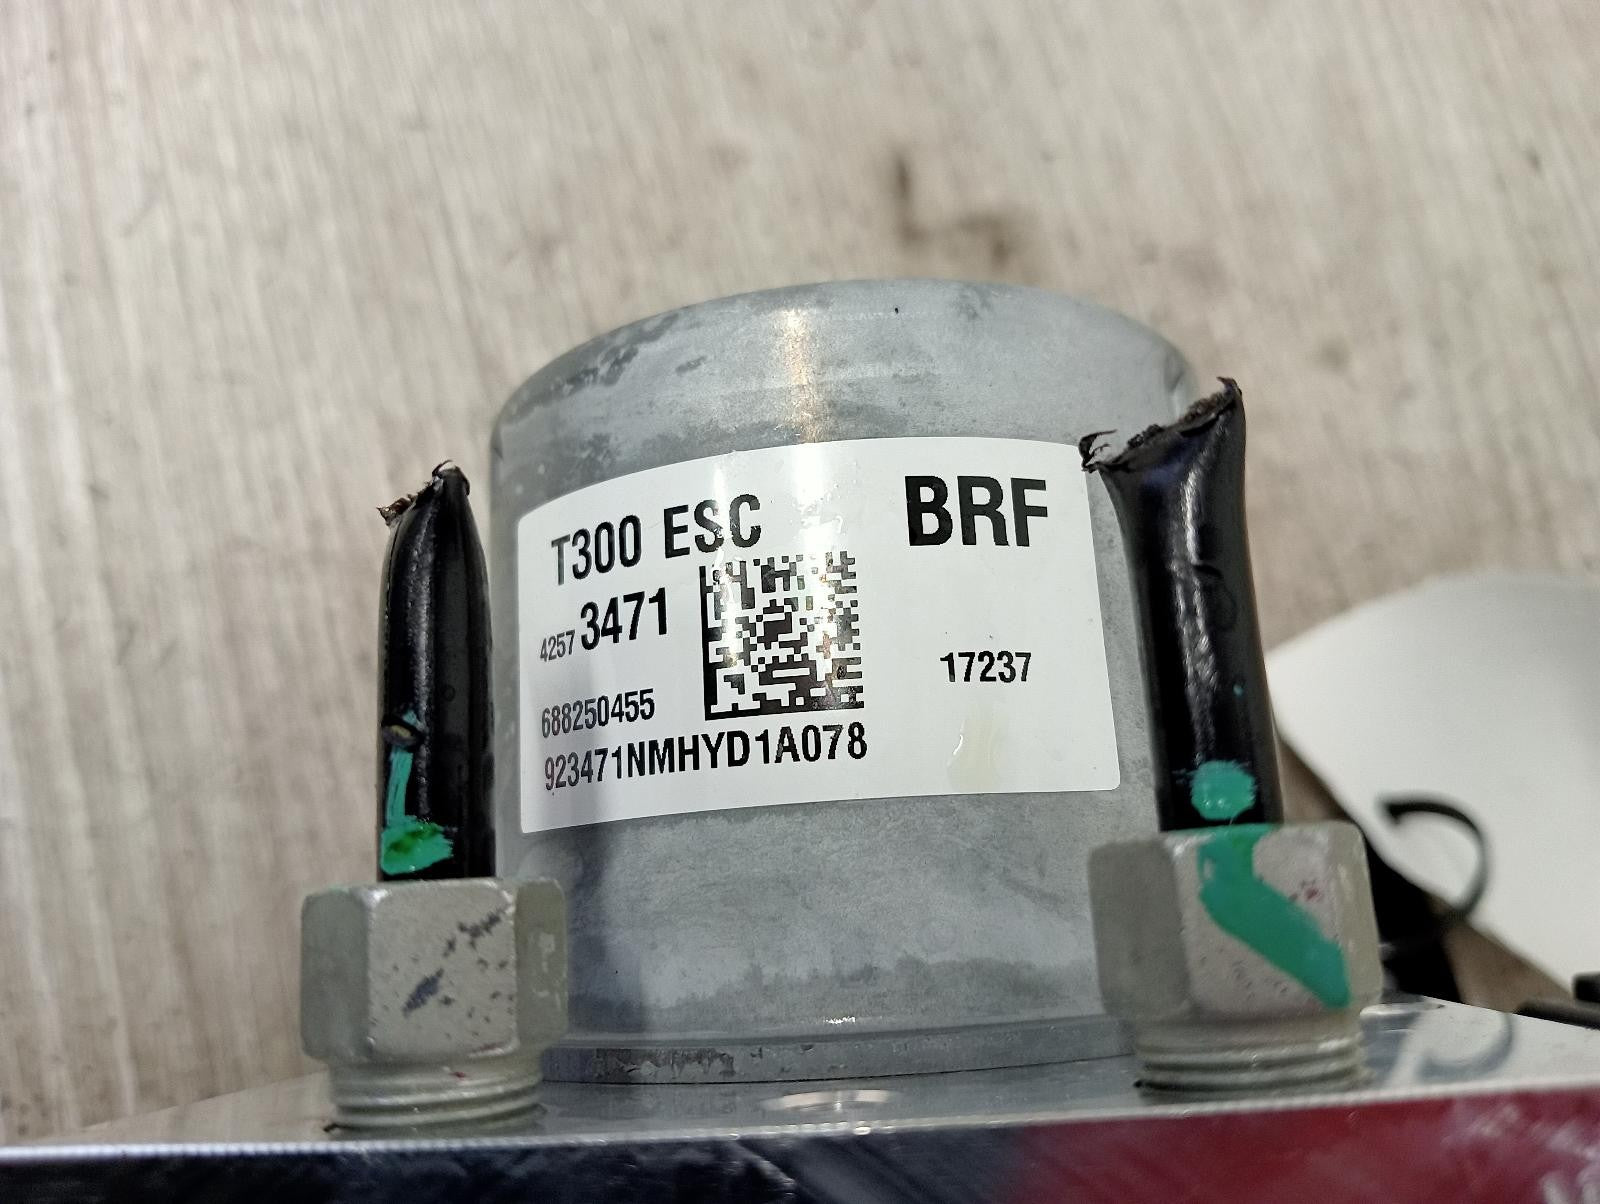 T300 ESC BRF
4257 3471
17237
688250455
923471NMHYD1A078